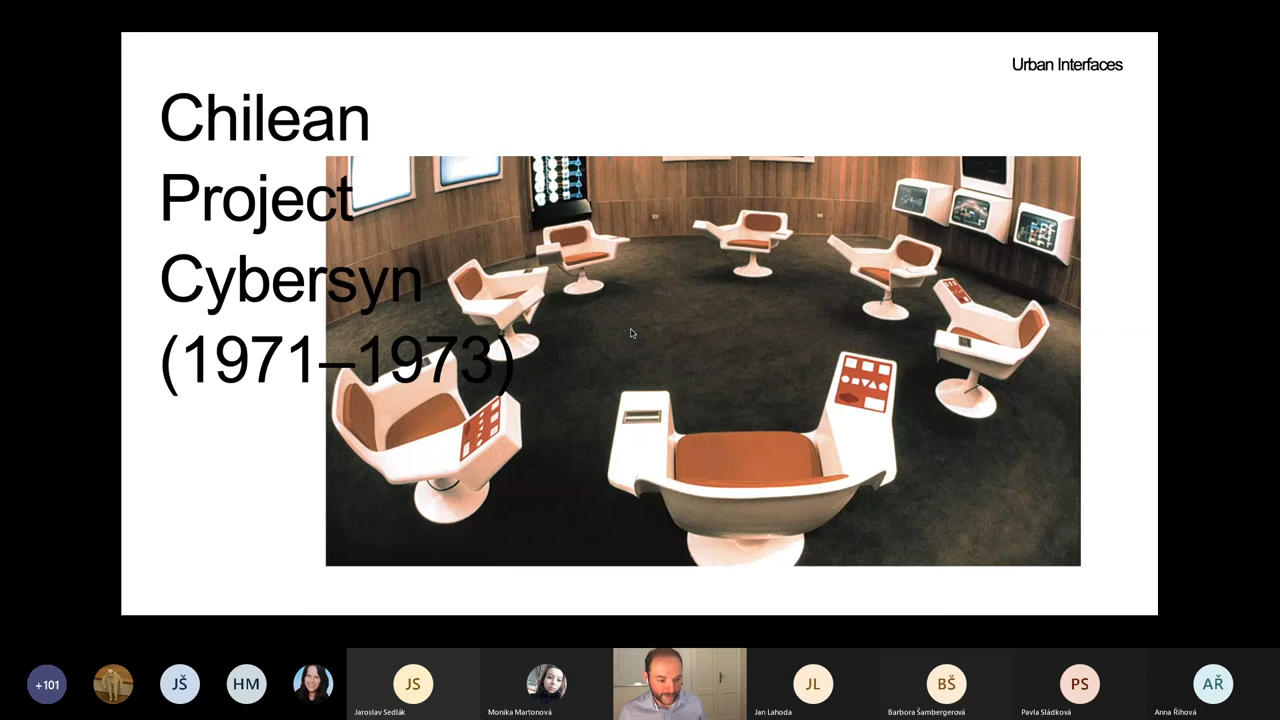 Urban Interfaces
Chilean
Project
Cybersyn
(1971–1973)
+101
JŠ
HM
JS
Jaroslav Sedlák
Monika Martonová
JL
Jan Lahoda
BŠ
Barbora Šambergerová
PS
Pavla Sládková
AŘ
Anna Říhová